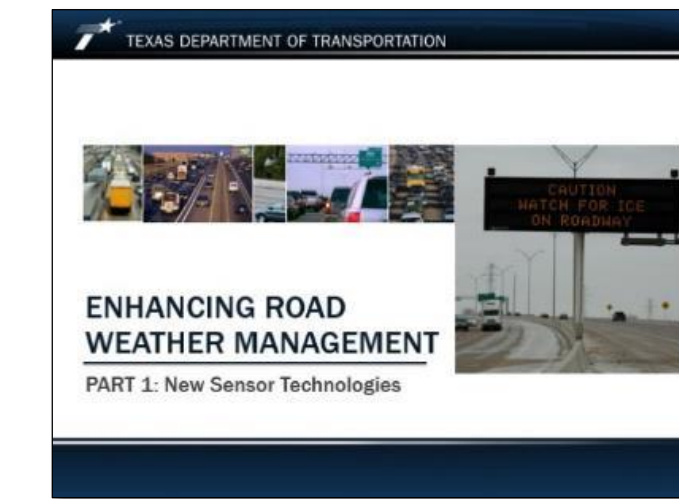 TEXAS DEPARTMENT OF TRANSPORTATION
CAUTION
WATCH FOR ICE
ON ROADWAY
ENHANCING ROAD
WEATHER MANAGEMENT
PART 1: New Sensor Technologies